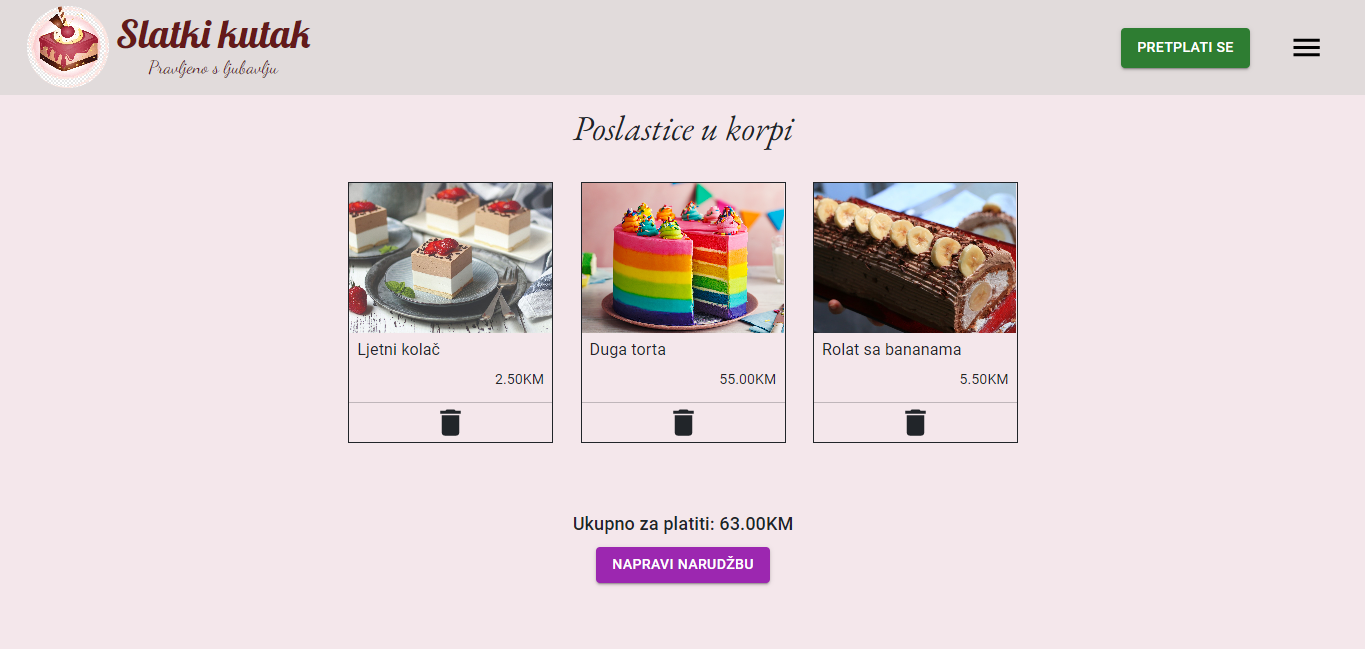 Slatki kutak
Pravljeno s ljubavlju
PRETPLATI SE
Poslastice u korpi
Ljetni kolač
2.50KM
Duga torta
55.00KM
Rolat sa bananama
5.50KM
Ukupno za platiti: 63.00KM
NAPRAVI NARUDŽBU